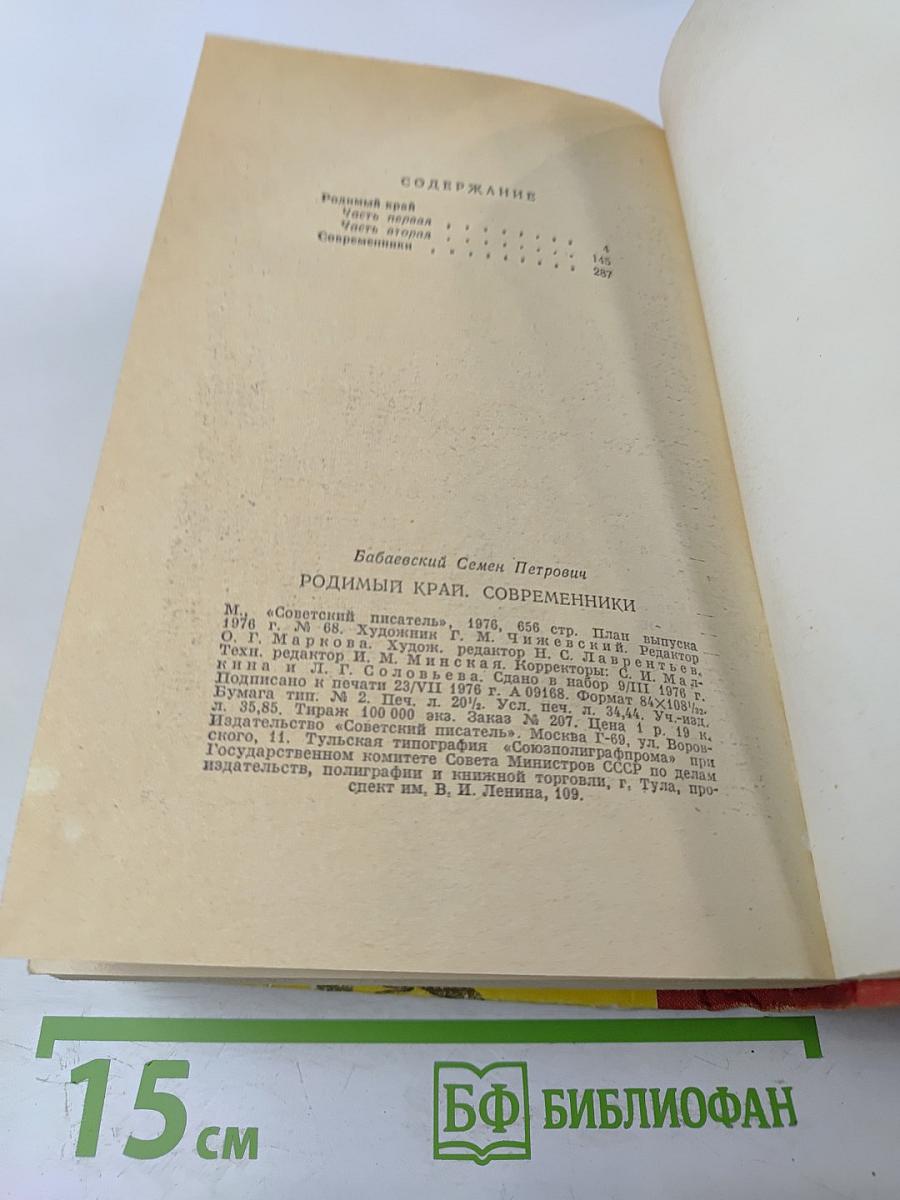 СОДЕРЖАНИЕ
Родимый край
Часть первая . . . . . . . . 4
Часть вторая . . . . . . . . 145
Современники . . . . . . . . . 287
Бабаевский Семен Петрович
РОДИМЫЙ КРАЙ. СОВРЕМЕННИКИ
М., «Советский писатель», 1976, 656 стр. План выпуска
1976 г. № 68. Художник Г. М. Чижевский. Редактор
О. Г. Маркова. Худож. редактор Н. С. Лаврентьев.
Техн. редактор И. М. Минская. Корректоры: С. И. Мал-
кина и Л. Г. Соловьева. Сдано в набор 9/III 1976 г.
Подписано к печати 23/VII 1976 г. А 09168. Формат 84×108¹/₃₂.
Бумага тип. № 2. Печ. л. 20¹/₂. Усл. печ. л. 34,44. Уч.-изд.
л. 35,85. Тираж 100 000 экз. Заказ № 207. Цена 1 р. 19 к.
Издательство «Советский писатель». Москва Г-69, ул. Воров-
ского, 11. Тульская типография «Союзполиграфпрома» при
Государственном комитете Совета Министров СССР по делам
издательств, полиграфии и книжной торговли, г. Тула, про-
спект им. В. И. Ленина, 109.
15 см
БФ БИБЛИОФАН